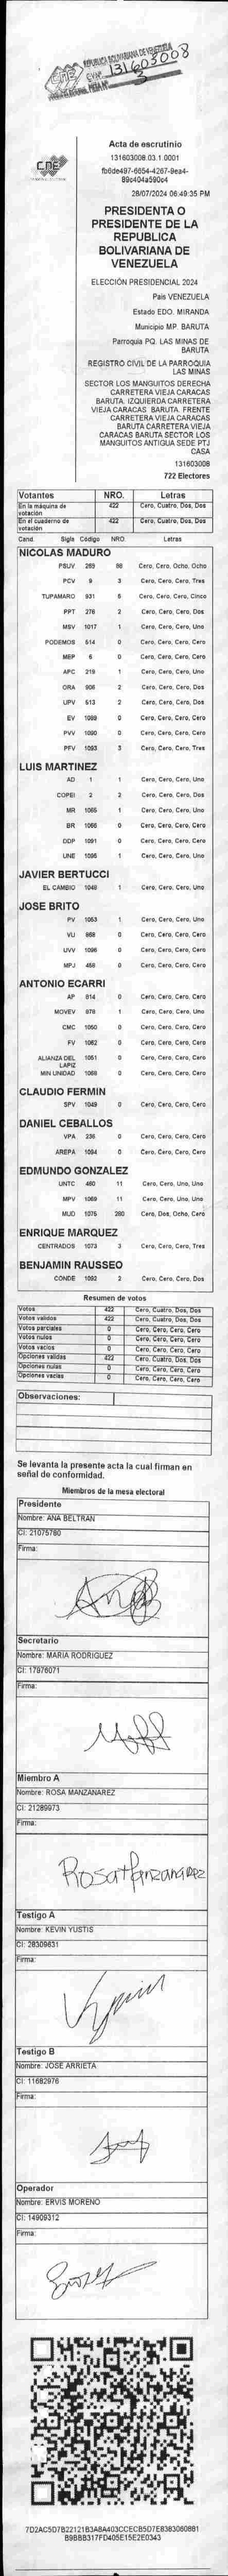 REPUBLICA BOLIVARIANA DE VENEZUELA
CNE
131603008
3
CNE
Acta de escrutinio
131603008.03.1.0001
fb6de497-6654-4267-9ea4-
89c404a590c4
28/07/2024 06:49:35 PM
PRESIDENTA O
PRESIDENTE DE LA
REPUBLICA
BOLIVARIANA DE
VENEZUELA
ELECCIÓN PRESIDENCIAL 2024
País VENEZUELA
Estado EDO. MIRANDA
Municipio MP. BARUTA
Parroquia PQ. LAS MINAS DE
BARUTA
REGISTRO CIVIL DE LA PARROQUIA
LAS MINAS
SECTOR LOS MANGUITOS DERECHA
CARRETERA VIEJA CARACAS
BARUTA. IZQUIERDA CARRETERA
VIEJA CARACAS BARUTA. FRENTE
CARRETERA VIEJA CARACAS
BARUTA CARRETERA VIEJA
CARACAS BARUTA SECTOR LOS
MANGUITOS ANTIGUA SEDE PTJ
CASA
131603008
722 Electores
Votantes NRO. Letras
En la máquina de votación 422 Cero, Cuatro, Dos, Dos
En el cuaderno de votación 422 Cero, Cuatro, Dos, Dos
Cand. Sigla Código NRO. Letras
NICOLAS MADURO
PSUV 269 88 Cero, Cero, Ocho, Ocho
PCV 9 3 Cero, Cero, Cero, Tres
TUPAMARO 931 5 Cero, Cero, Cero, Cinco
PPT 276 2 Cero, Cero, Cero, Dos
MSV 1017 1 Cero, Cero, Cero, Uno
PODEMOS 514 0 Cero, Cero, Cero, Cero
MEP 6 0 Cero, Cero, Cero, Cero
APC 219 1 Cero, Cero, Cero, Uno
ORA 906 2 Cero, Cero, Cero, Dos
UPV 513 2 Cero, Cero, Cero, Dos
EV 1089 0 Cero, Cero, Cero, Cero
PVV 1090 0 Cero, Cero, Cero, Cero
PFV 1093 3 Cero, Cero, Cero, Tres
LUIS MARTINEZ
AD 1 1 Cero, Cero, Cero, Uno
COPEI 2 2 Cero, Cero, Cero, Dos
MR 1065 1 Cero, Cero, Cero, Uno
BR 1066 0 Cero, Cero, Cero, Cero
DDP 1091 0 Cero, Cero, Cero, Cero
UNE 1095 1 Cero, Cero, Cero, Uno
JAVIER BERTUCCI
EL CAMBIO 1048 1 Cero, Cero, Cero, Uno
JOSE BRITO
PV 1053 1 Cero, Cero, Cero, Uno
VU 868 0 Cero, Cero, Cero, Cero
UVV 1096 0 Cero, Cero, Cero, Cero
MPJ 458 0 Cero, Cero, Cero, Cero
ANTONIO ECARRI
AP 814 0 Cero, Cero, Cero, Cero
MOVEV 978 1 Cero, Cero, Cero, Uno
CMC 1050 0 Cero, Cero, Cero, Cero
FV 1062 0 Cero, Cero, Cero, Cero
ALIANZA DEL LAPIZ 1051 0 Cero, Cero, Cero, Cero
MIN UNIDAD 1069 0 Cero, Cero, Cero, Cero
CLAUDIO FERMIN
SPV 1049 0 Cero, Cero, Cero, Cero
DANIEL CEBALLOS
VPA 236 0 Cero, Cero, Cero, Cero
AREPA 1094 0 Cero, Cero, Cero, Cero
EDMUNDO GONZALEZ
UNTC 460 11 Cero, Cero, Uno, Uno
MPV 1069 11 Cero, Cero, Uno, Uno
MUD 1075 280 Cero, Dos, Ocho, Cero
ENRIQUE MARQUEZ
CENTRADOS 1073 3 Cero, Cero, Cero, Tres
BENJAMIN RAUSSEO
CONDE 1092 2 Cero, Cero, Cero, Dos
Resumen de votos
Votos 422 Cero, Cuatro, Dos, Dos
Votos validos 422 Cero, Cuatro, Dos, Dos
Votos parciales 0 Cero, Cero, Cero, Cero
Votos nulos 0 Cero, Cero, Cero, Cero
Votos vacios 0 Cero, Cero, Cero, Cero
Opciones validas 422 Cero, Cuatro, Dos, Dos
Opciones nulas 0 Cero, Cero, Cero, Cero
Opciones vacias 0 Cero, Cero, Cero, Cero
Observaciones:
Se levanta la presente acta la cual firman en
señal de conformidad.
Miembros de la mesa electoral
Presidente
Nombre: ANA BELTRAN
CI: 21075760
Firma:
Secretario
Nombre: MARIA RODRIGUEZ
CI: 17976071
Firma:
Miembro A
Nombre: ROSA MANZANAREZ
CI: 21289973
Firma:
Rosa Manzanarez
Testigo A
Nombre: KEVIN YUSTIS
CI: 28309631
Firma:
Testigo B
Nombre: JOSE ARRIETA
CI: 11682976
Firma:
Operador
Nombre: ERVIS MORENO
CI: 14909312
Firma:
7D2AC5D7B22121B3A8A403CCECB5D7E8383060881
B9BBB317FD405E15E2E0343